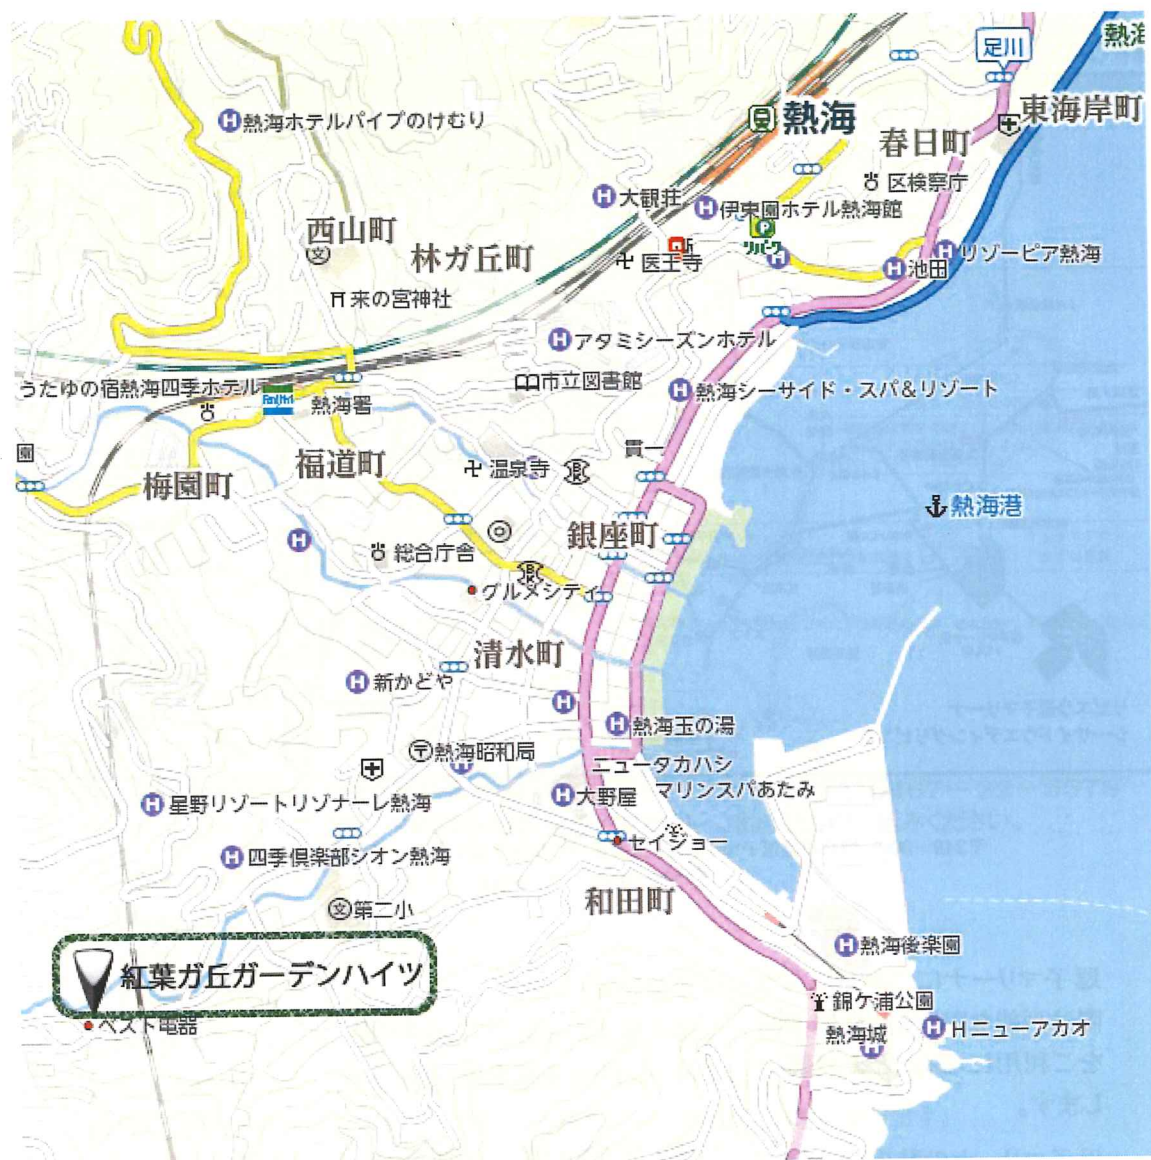 足川
熱海
東海岸町
熱海
熱海ホテルパイプのけむり
春日町
区検察庁
大観荘
伊東園ホテル熱海館
P
リパーク
西山町
文
林ガ丘町
医王寺
リゾーピア熱海
池田
来の宮神社
アタミシーズンホテル
市立図書館
うたゆの宿熱海四季ホテル
熱海署
熱海シーサイド・スパ&リゾート
園
福道町
貫一
梅園町
温泉寺
熱海港
銀座町
総合庁舎
グルメシティ
清水町
新かどや
熱海玉の湯
熱海昭和局
ニュータカハシ
マリンスパあたみ
大野屋
星野リゾートリゾナーレ熱海
セイジョー
四季倶楽部シオン熱海
和田町
文第二小
熱海後楽園
紅葉ガ丘ガーデンハイツ
錦ケ浦公園
ベスト電器
熱海城
Hニューアカオ